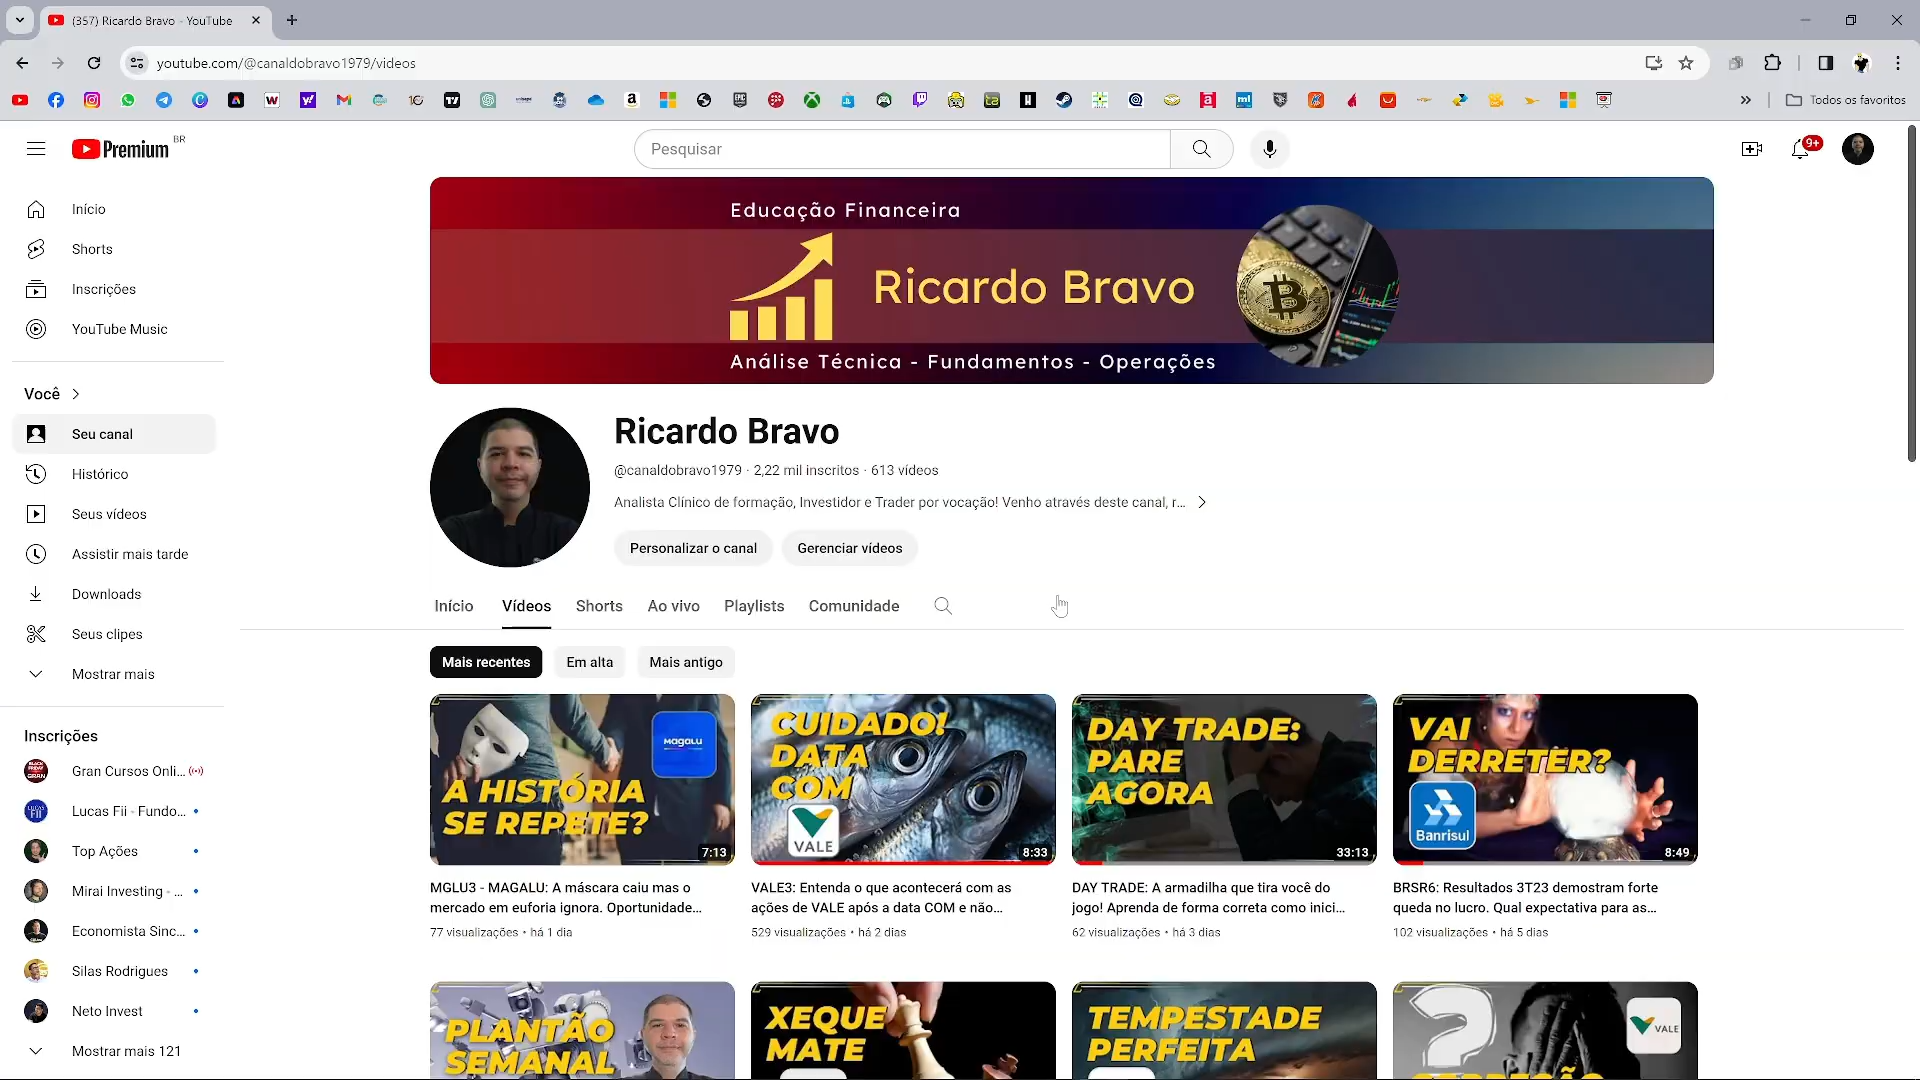 (357) Ricardo Bravo - YouTube
youtube.com/@canaldobravo1979/videos
Todos os favoritos
Premium BR
Pesquisar
9+
Início
Shorts
Inscrições
YouTube Music
Você
Seu canal
Histórico
Seus vídeos
Assistir mais tarde
Downloads
Seus clipes
Mostrar mais
Inscrições
Gran Cursos Onli...
Lucas Fii - Fundo...
Top Ações
Mirai Investing - ...
Economista Sinc...
Silas Rodrigues
Neto Invest
Mostrar mais 121
Educação Financeira
Ricardo Bravo
Análise Técnica - Fundamentos - Operações
Ricardo Bravo
@canaldobravo1979 · 2,22 mil inscritos · 613 vídeos
Analista Clínico de formação, Investidor e Trader por vocação! Venho através deste canal, r...
Personalizar o canal
Gerenciar vídeos
Início
Vídeos
Shorts
Ao vivo
Playlists
Comunidade
Mais recentes
Em alta
Mais antigo
MAGALU
A HISTÓRIA
SE REPETE?
7:13
MGLU3 - MAGALU: A máscara caiu mas o
mercado em euforia ignora. Oportunidade...
77 visualizações • há 1 dia
CUIDADO!
DATA
COM
VALE
8:33
VALE3: Entenda o que acontecerá com as
ações de VALE após a data COM e não...
529 visualizações • há 2 dias
DAY TRADE:
PARE
AGORA
33:13
DAY TRADE: A armadilha que tira você do
jogo! Aprenda de forma correta como inici...
62 visualizações • há 3 dias
VAI
DERRETER?
Banrisul
8:49
BRSR6: Resultados 3T23 demostram forte
queda no lucro. Qual expectativa para as...
102 visualizações • há 5 dias
PLANTÃO
SEMANAL
XEQUE
MATE
TEMPESTADE
PERFEITA
?
VALE